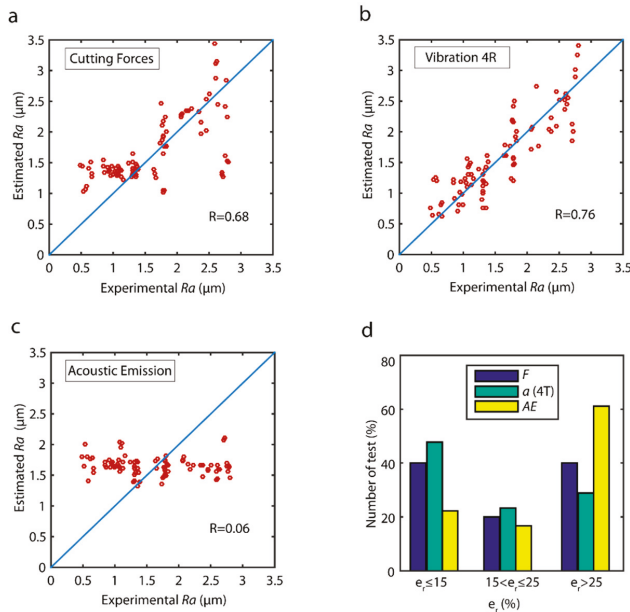 a
Cutting Forces
3.5
3
2.5
2
1.5
1
0.5
0
0 0.5 1 1.5 2 2.5 3 3.5
Estimated Ra (μm)
Experimental Ra (μm)
R=0.68
b
Vibration 4R
3.5
3
2.5
2
1.5
1
0.5
0
0 0.5 1 1.5 2 2.5 3 3.5
Estimated Ra (μm)
Experimental Ra (μm)
R=0.76
c
Acoustic Emission
3.5
3
2.5
2
1.5
1
0.5
0
0 0.5 1 1.5 2 2.5 3 3.5
Estimated Ra (μm)
Experimental Ra (μm)
R=0.06
d
F
a (4T)
AE
80
60
40
20
0
Number of test (%)
er≤15 15<er≤25 er>25
er (%)